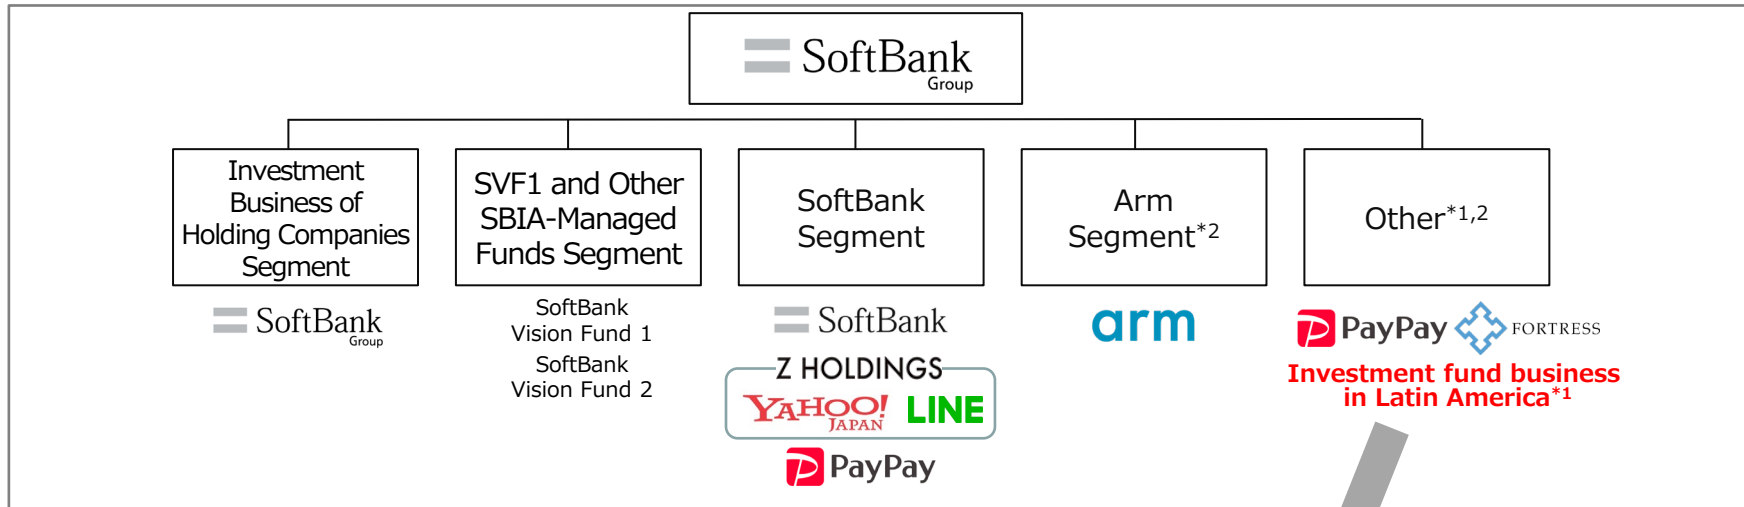 SoftBank
Group
Investment
Business of
Holding Companies
Segment
SoftBank
Group
SVF1 and Other
SBIA-Managed
Funds Segment
SoftBank
Vision Fund 1
SoftBank
Vision Fund 2
SoftBank
Segment
SoftBank
Z HOLDINGS
YAHOO!
JAPAN
LINE
PayPay
Arm
Segment*2
arm
Other*1,2
PayPay
FORTRESS
Investment fund business
in Latin America*1